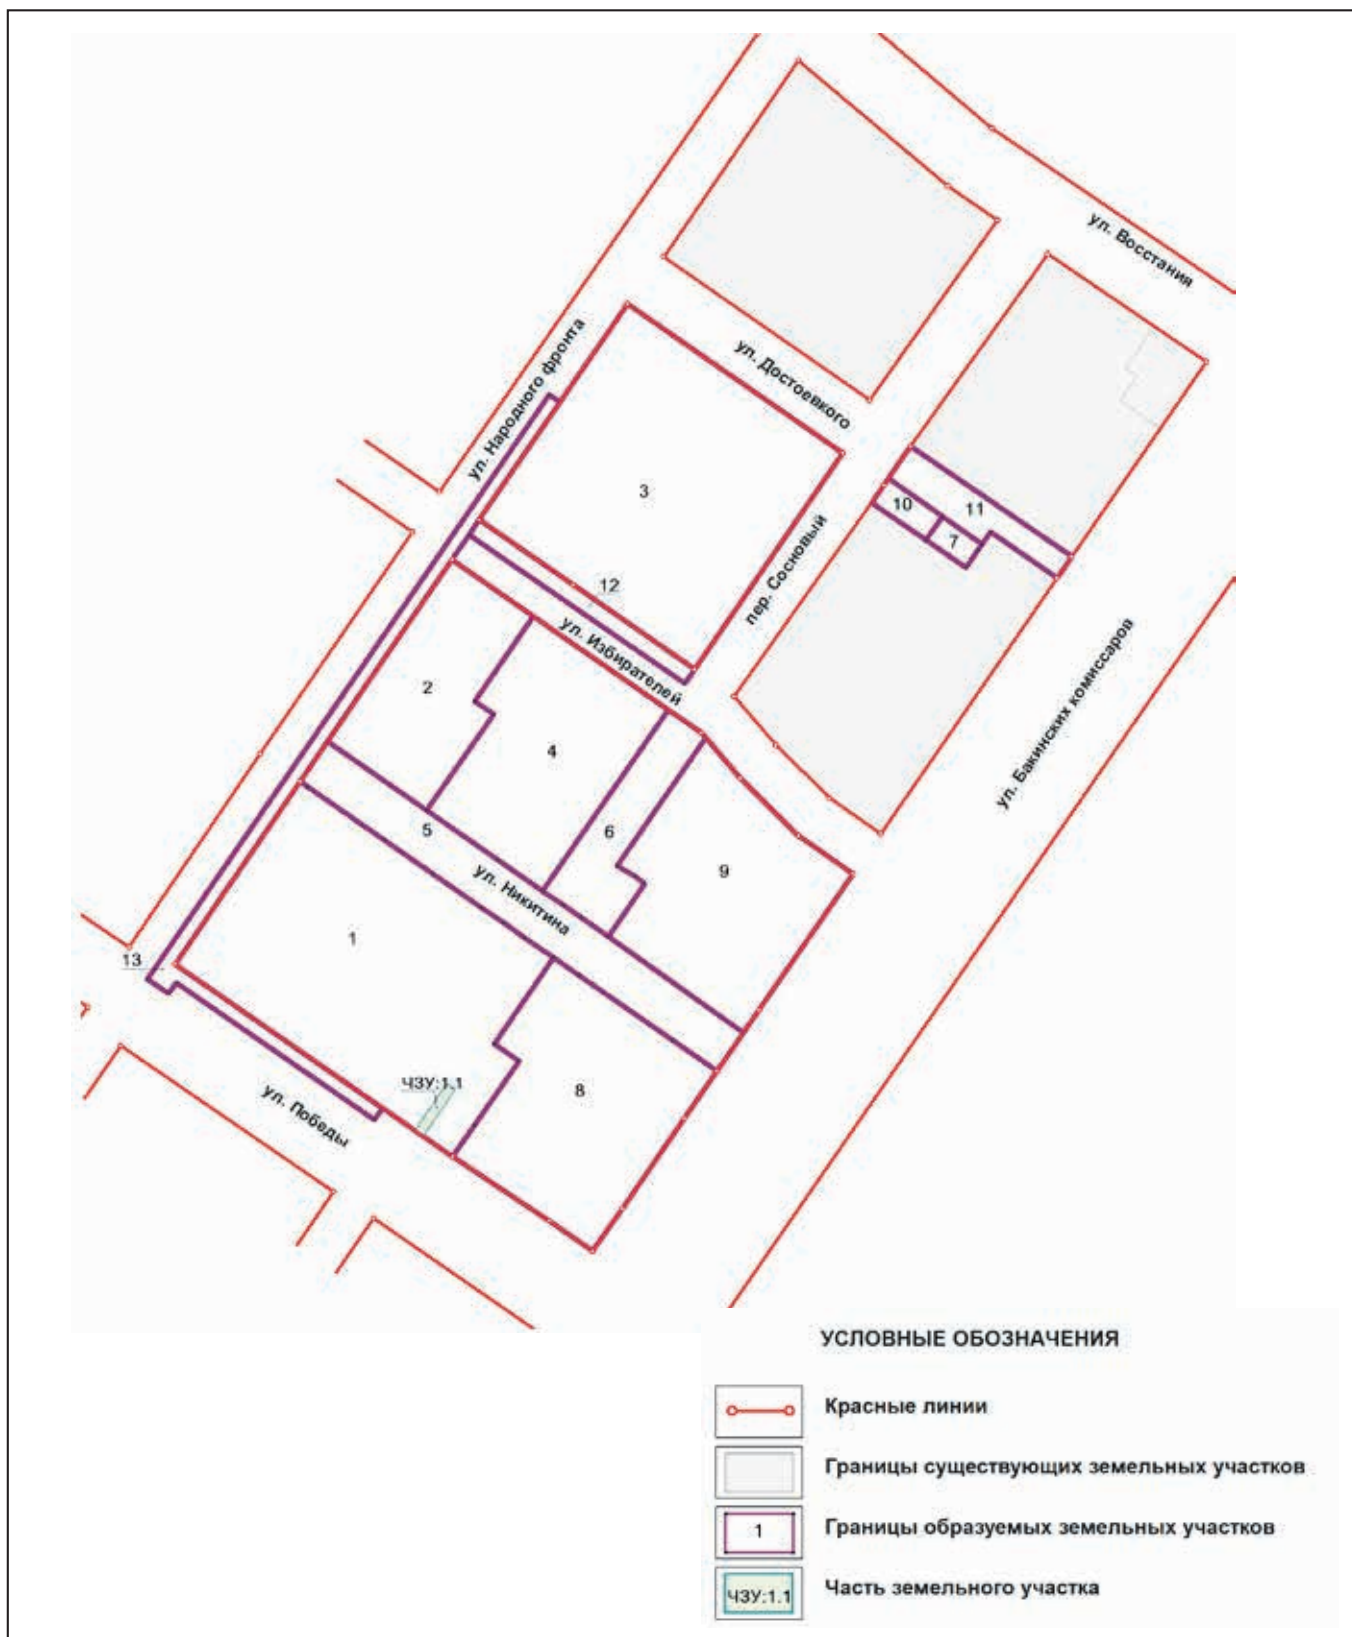 ул. Восстания
ул. Народного фронта
ул. Достоевкого
3
10
11
7
пер. Сосновый
12
ул. Избирателей
2
4
ул. Бакинских комиссаров
5
6
9
ул. Никитина
1
13
ЧЗУ:1.1
8
ул. Победы
УСЛОВНЫЕ ОБОЗНАЧЕНИЯ
Красные линии
Границы существующих земельных участков
1 Границы образуемых земельных участков
ЧЗУ:1.1 Часть земельного участка